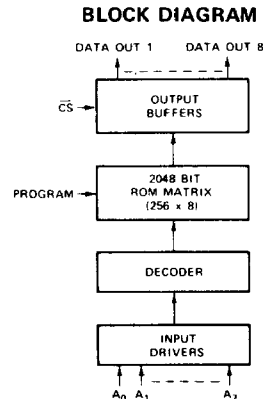 BLOCK DIAGRAM
DATA OUT 1 DATA OUT 8
CS
OUTPUT
BUFFERS
PROGRAM
2048 BIT
ROM MATRIX
(256 x 8)
DECODER
INPUT
DRIVERS
A0 A1 A7